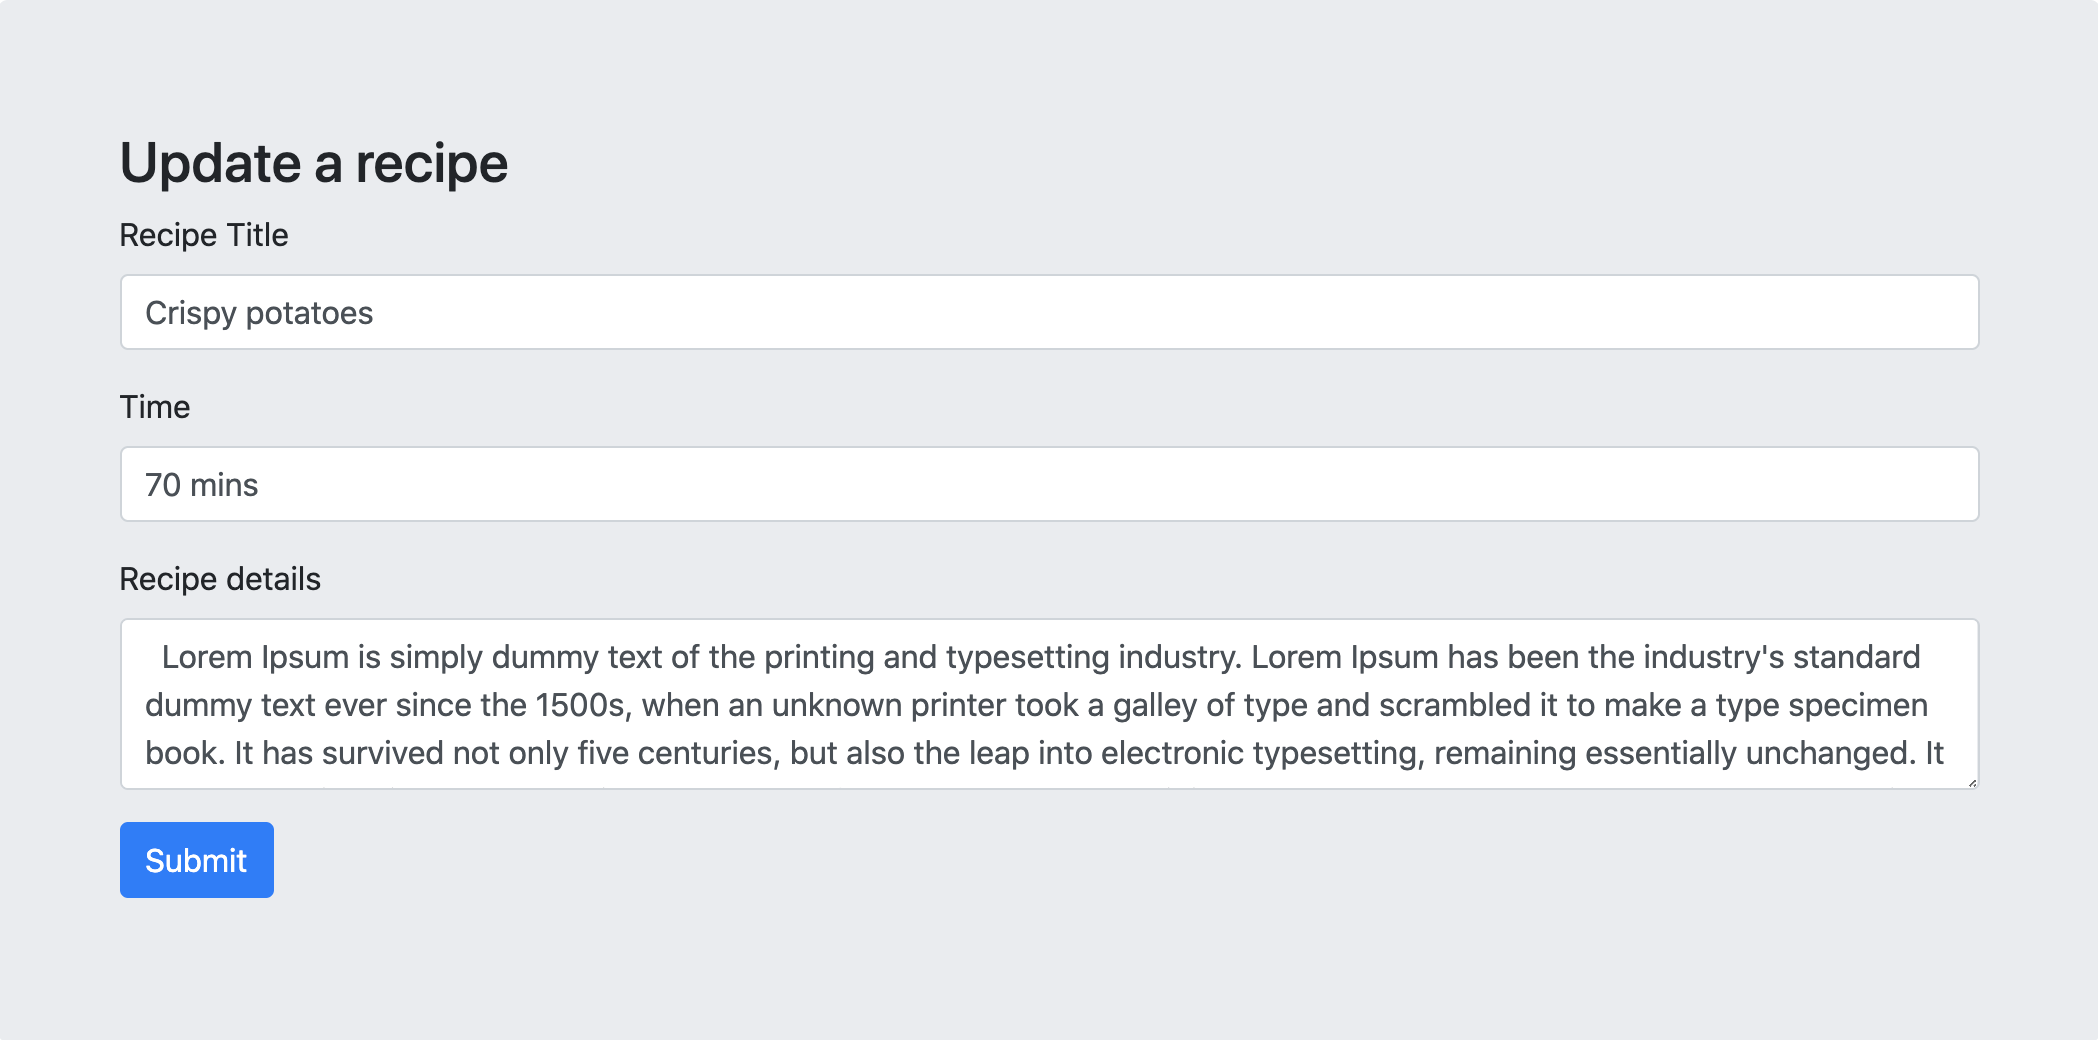 Update a recipe
Recipe Title
Crispy potatoes
Time
70 mins
Recipe details
Lorem Ipsum is simply dummy text of the printing and typesetting industry. Lorem Ipsum has been the industry's standard
dummy text ever since the 1500s, when an unknown printer took a galley of type and scrambled it to make a type specimen
book. It has survived not only five centuries, but also the leap into electronic typesetting, remaining essentially unchanged. It
Submit